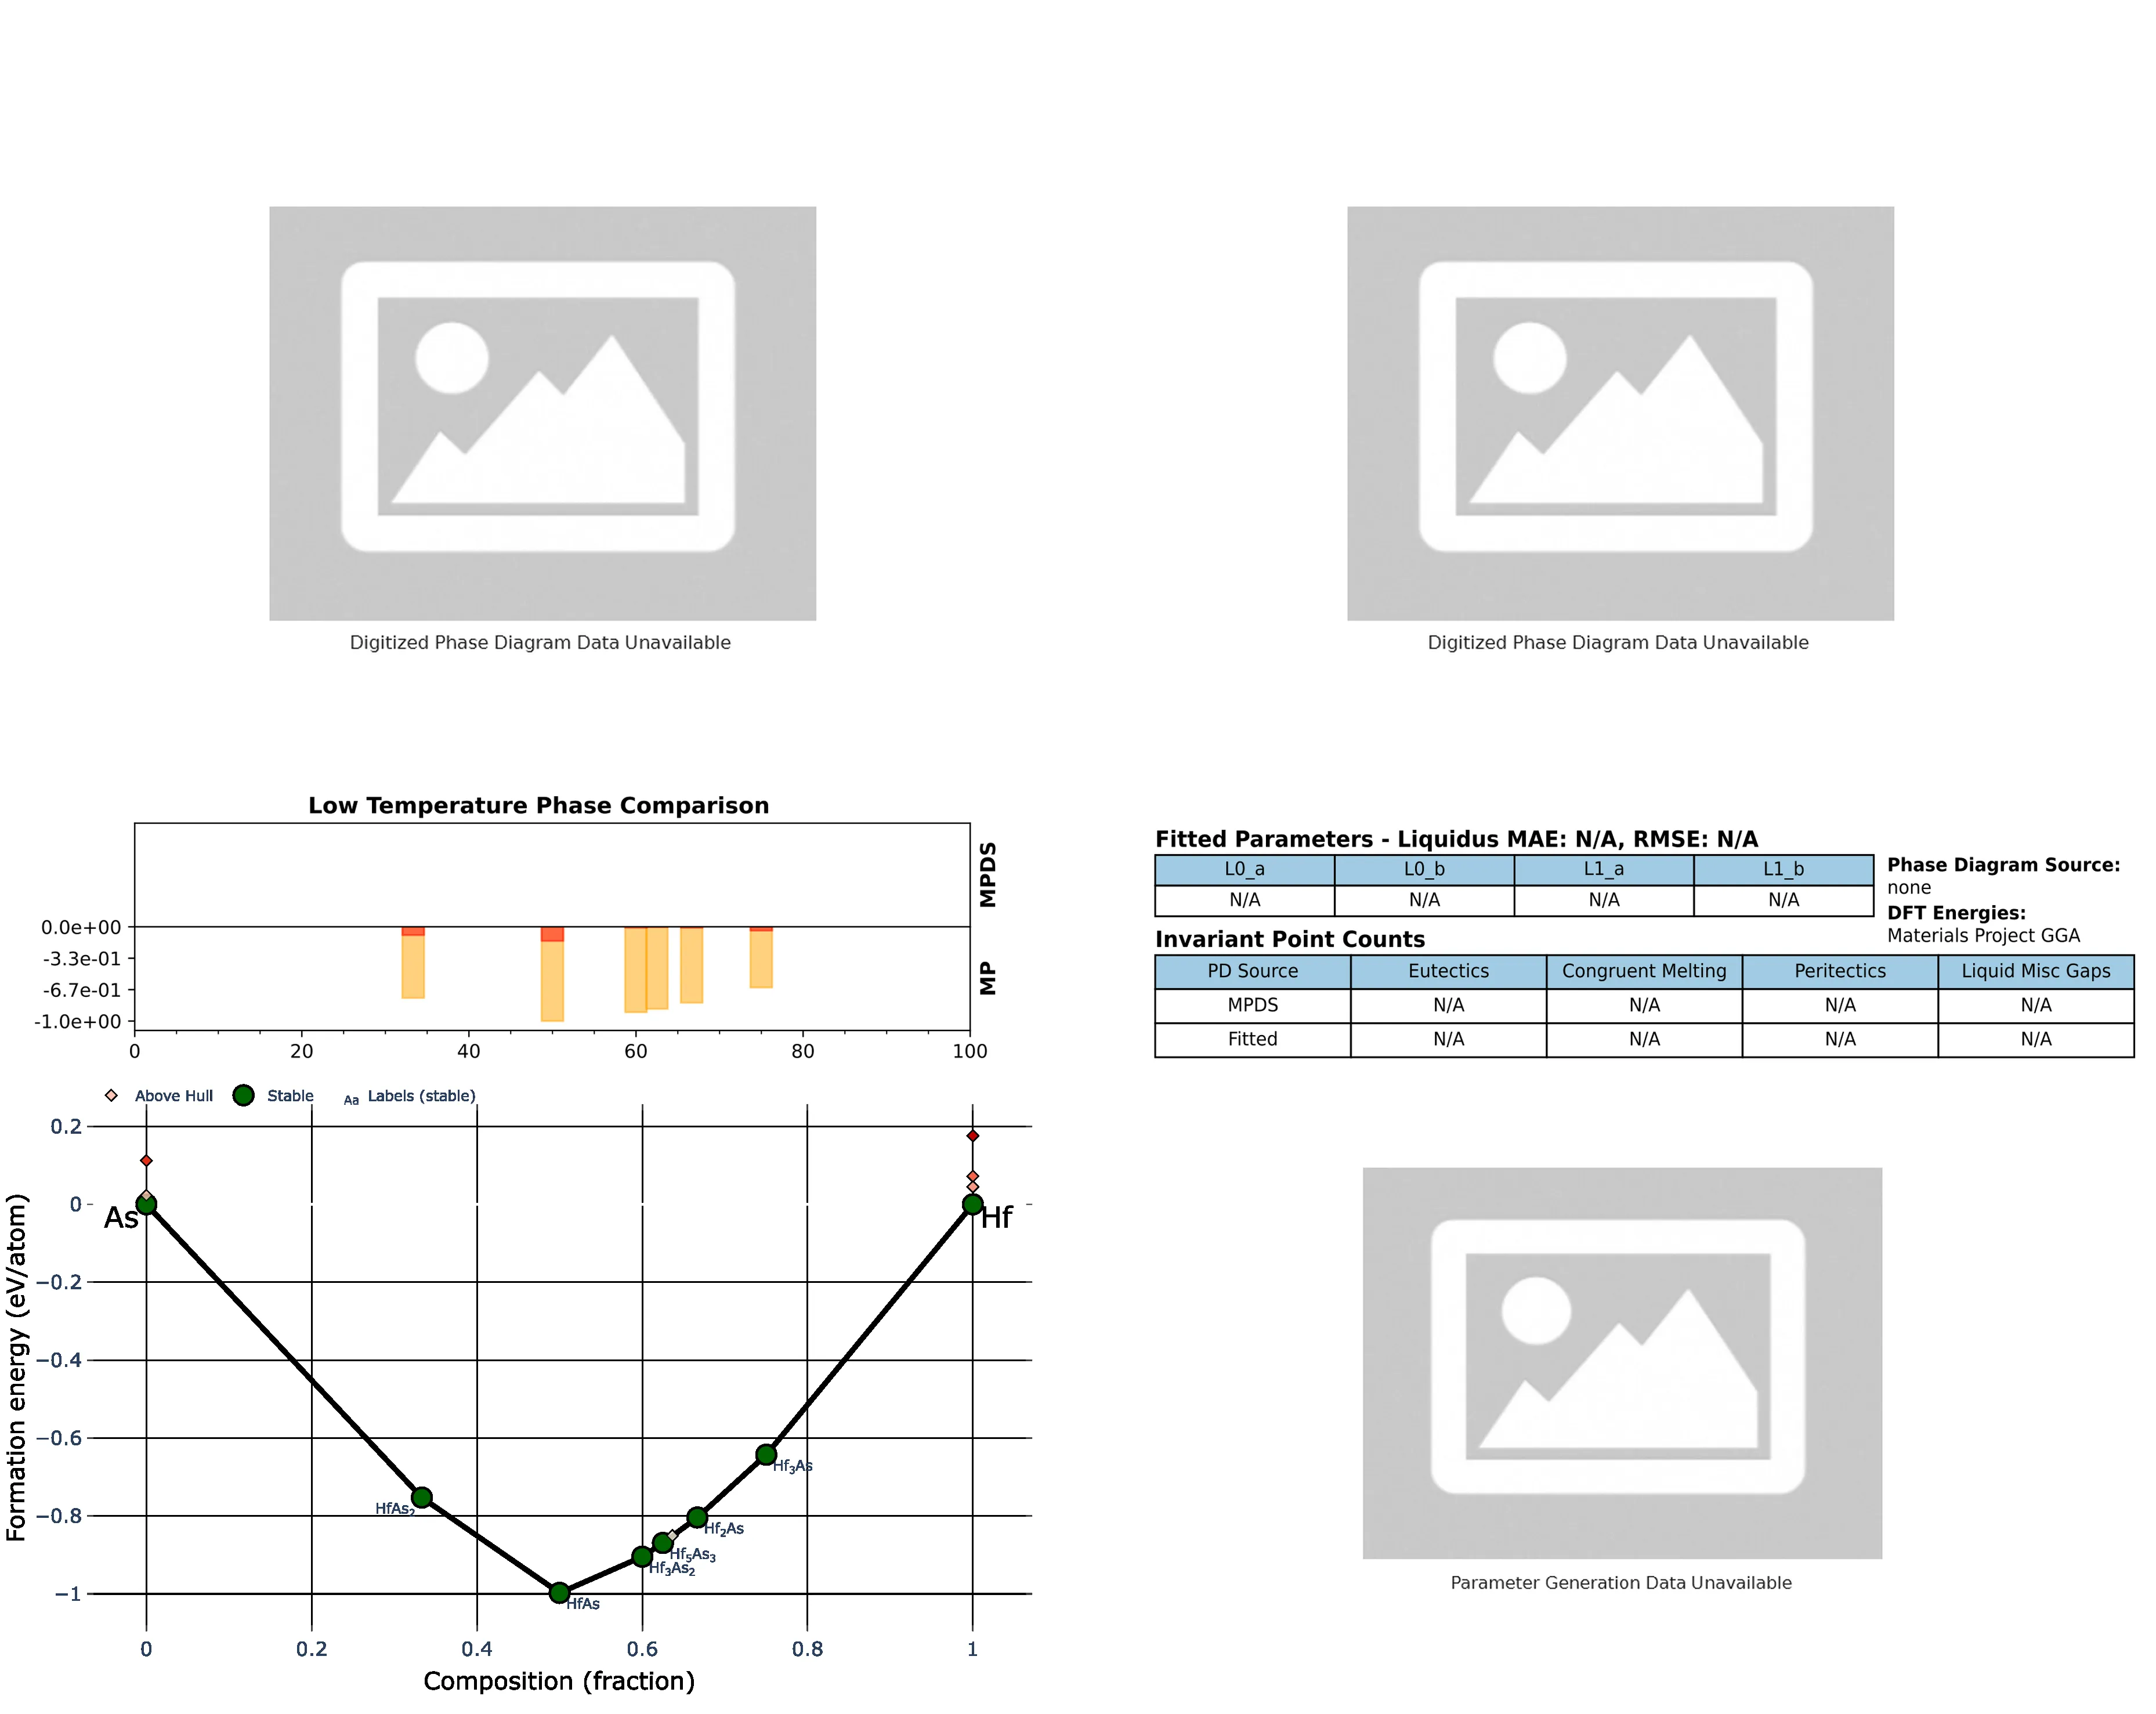 Digitized Phase Diagram Data Unavailable
Digitized Phase Diagram Data Unavailable
Low Temperature Phase Comparison
MPDS
MP
0.0e+00
-3.3e-01
-6.7e-01
-1.0e+00
0 20 40 60 80 100
Fitted Parameters - Liquidus MAE: N/A, RMSE: N/A
L0_a L0_b L1_a L1_b
N/A N/A N/A N/A
Phase Diagram Source:
none
DFT Energies:
Materials Project GGA
Invariant Point Counts
PD Source Eutectics Congruent Melting Peritectics Liquid Misc Gaps
MPDS N/A N/A N/A N/A
Fitted N/A N/A N/A N/A
Above Hull Stable Aa Labels (stable)
Formation energy (eV/atom)
0.2
0
−0.2
−0.4
−0.6
−0.8
−1
As
Hf
HfAs₂
HfAs
Hf₃As₂
Hf₅As₃
Hf₂As
Hf₃As
0 0.2 0.4 0.6 0.8 1
Composition (fraction)
Parameter Generation Data Unavailable